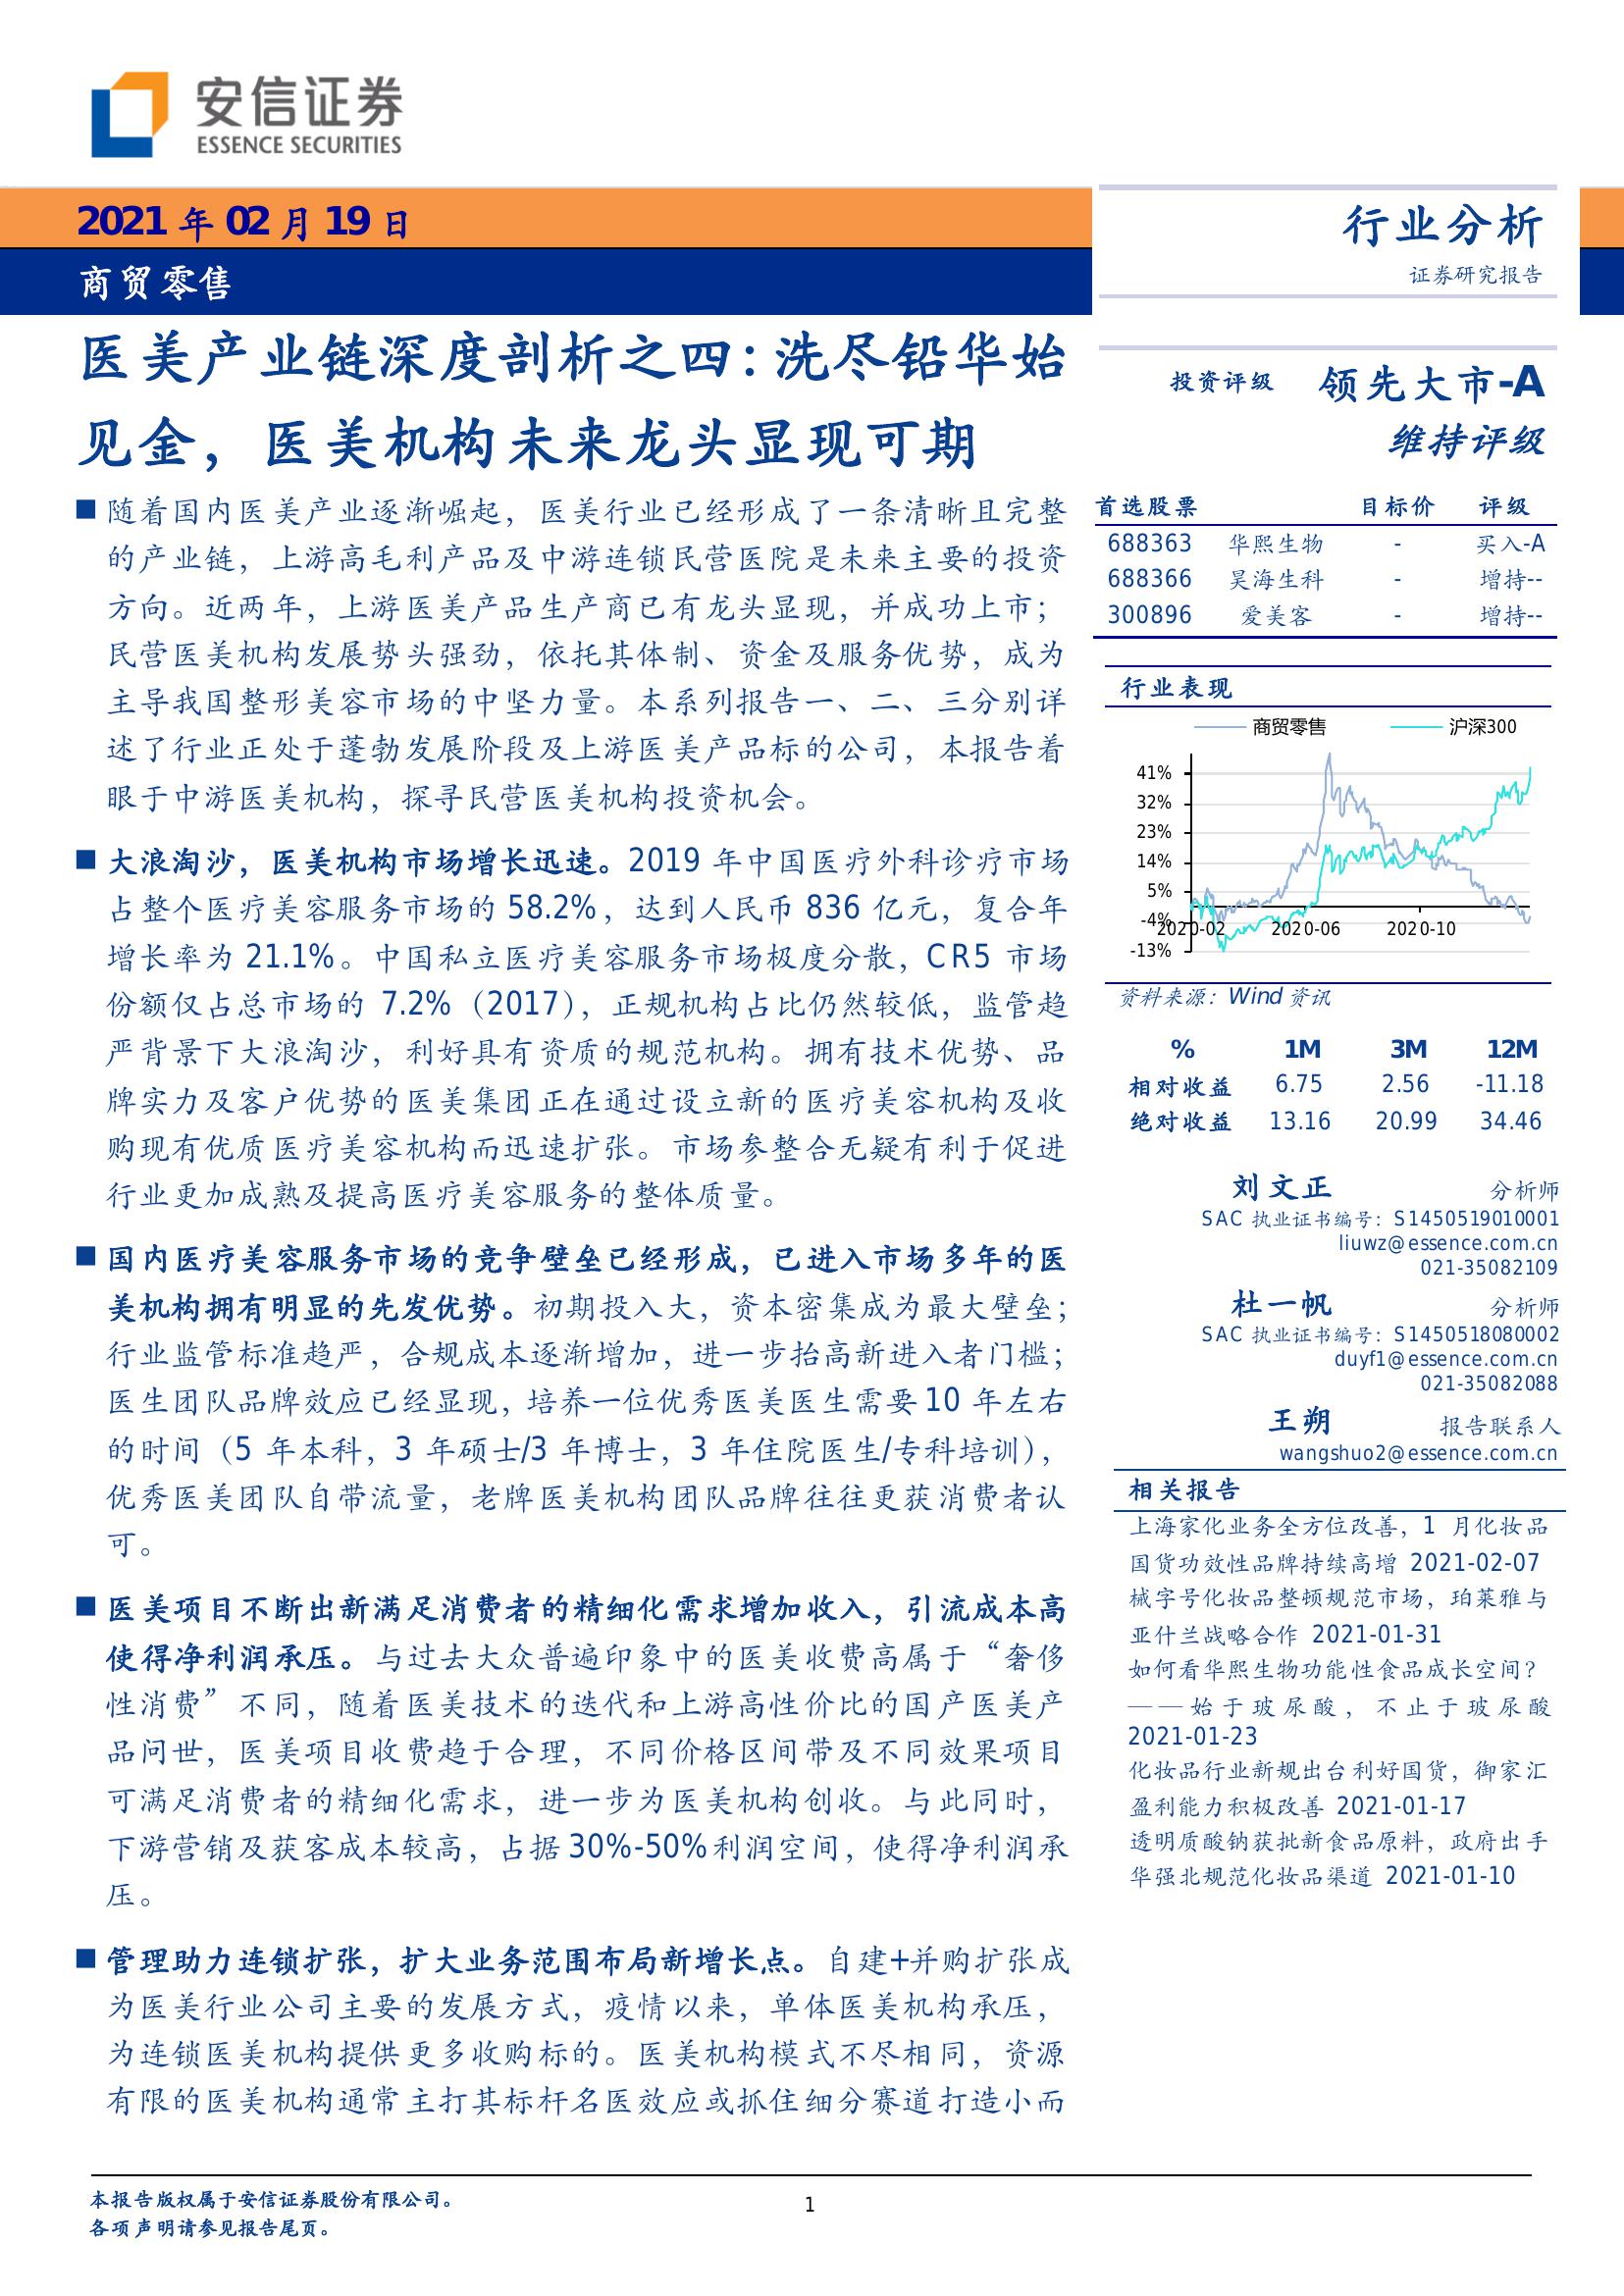 安信证券
ESSENCE SECURITIES
2021 年 02 月 19 日
商贸零售
行业分析
证券研究报告
医美产业链深度剖析之四：洗尽铅华始
见金，医美机构未来龙头显现可期
■ 随着国内医美产业逐渐崛起，医美行业已经形成了一条清晰且完整
的产业链，上游高毛利产品及中游连锁民营医院是未来主要的投资
方向。近两年，上游医美产品生产商已有龙头显现，并成功上市；
民营医美机构发展势头强劲，依托其体制、资金及服务优势，成为
主导我国整形美容市场的中坚力量。本系列报告一、二、三分别详
述了行业正处于蓬勃发展阶段及上游医美产品标的公司，本报告着
眼于中游医美机构，探寻民营医美机构投资机会。
■ 大浪淘沙，医美机构市场增长迅速。2019 年中国医疗外科诊疗市场
占整个医疗美容服务市场的 58.2%，达到人民币 836 亿元，复合年
增长率为 21.1%。中国私立医疗美容服务市场极度分散，CR5 市场
份额仅占总市场的 7.2%（2017），正规机构占比仍然较低，监管趋
严背景下大浪淘沙，利好具有资质的规范机构。拥有技术优势、品
牌实力及客户优势的医美集团正在通过设立新的医疗美容机构及收
购现有优质医疗美容机构而迅速扩张。市场参整合无疑有利于促进
行业更加成熟及提高医疗美容服务的整体质量。
■ 国内医疗美容服务市场的竞争壁垒已经形成，已进入市场多年的医
美机构拥有明显的先发优势。初期投入大，资本密集成为最大壁垒；
行业监管标准趋严，合规成本逐渐增加，进一步抬高新进入者门槛；
医生团队品牌效应已经显现，培养一位优秀医美医生需要 10 年左右
的时间（5 年本科，3 年硕士/3 年博士，3 年住院医生/专科培训），
优秀医美团队自带流量，老牌医美机构团队品牌往往更获消费者认
可。
■ 医美项目不断出新满足消费者的精细化需求增加收入，引流成本高
使得净利润承压。与过去大众普遍印象中的医美收费高属于“奢侈
性消费”不同，随着医美技术的迭代和上游高性价比的国产医美产
品问世，医美项目收费趋于合理，不同价格区间带及不同效果项目
可满足消费者的精细化需求，进一步为医美机构创收。与此同时，
下游营销及获客成本较高，占据 30%-50%利润空间，使得净利润承
压。
■ 管理助力连锁扩张，扩大业务范围布局新增长点。自建+并购扩张成
为医美行业公司主要的发展方式，疫情以来，单体医美机构承压，
为连锁医美机构提供更多收购标的。医美机构模式不尽相同，资源
有限的医美机构通常主打其标杆名医效应或抓住细分赛道打造小而
投资评级 领先大市-A
维持评级
首选股票 目标价 评级
688363 华熙生物 - 买入-A
688366 昊海生科 - 增持--
300896 爱美客 - 增持--
行业表现
商贸零售 沪深300
41%
32%
23%
14%
5%
-4%
-13%
2020-02 2020-06 2020-10
资料来源：Wind 资讯
% 1M 3M 12M
相对收益 6.75 2.56 -11.18
绝对收益 13.16 20.99 34.46
刘文正 分析师
SAC 执业证书编号：S1450519010001
liuwz@essence.com.cn
021-35082109
杜一帆 分析师
SAC 执业证书编号：S1450518080002
duyf1@essence.com.cn
021-35082088
王朔 报告联系人
wangshuo2@essence.com.cn
相关报告
上海家化业务全方位改善，1 月化妆品
国货功效性品牌持续高增 2021-02-07
械字号化妆品整顿规范市场，珀莱雅与
亚什兰战略合作 2021-01-31
如何看华熙生物功能性食品成长空间？
——始于玻尿酸，不止于玻尿酸
2021-01-23
化妆品行业新规出台利好国货，御家汇
盈利能力积极改善 2021-01-17
透明质酸钠获批新食品原料，政府出手
华强北规范化妆品渠道 2021-01-10
本报告版权属于安信证券股份有限公司。
各项声明请参见报告尾页。
1